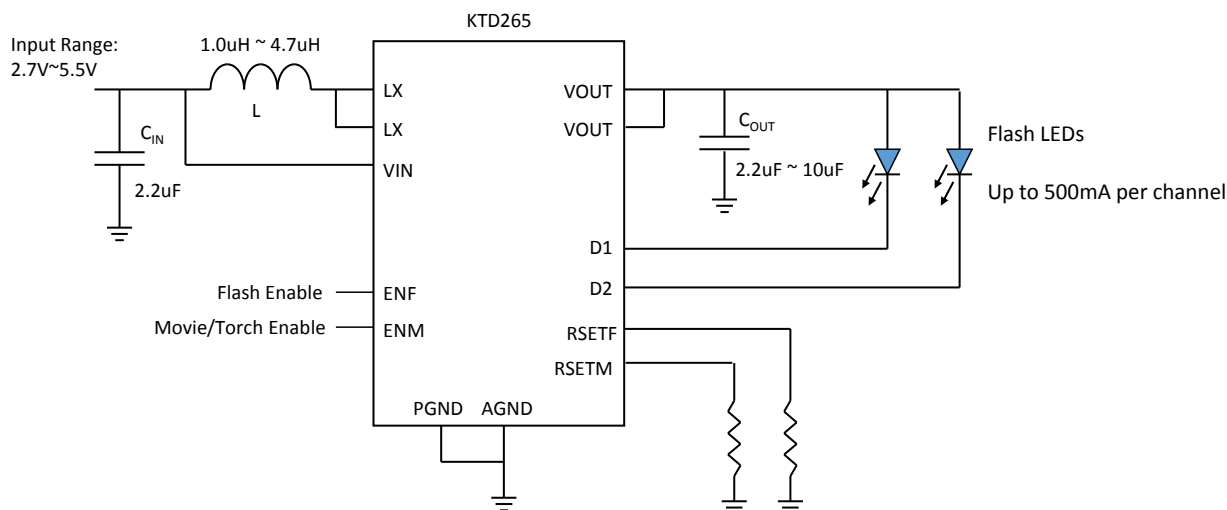 KTD265
Input Range:
2.7V~5.5V
1.0uH ~ 4.7uH
L
LX
LX
VIN
VOUT
VOUT
C_IN
2.2uF
C_OUT
2.2uF ~ 10uF
Flash LEDs
Up to 500mA per channel
D1
D2
Flash Enable
ENF
Movie/Torch Enable
ENM
RSETF
RSETM
PGND
AGND